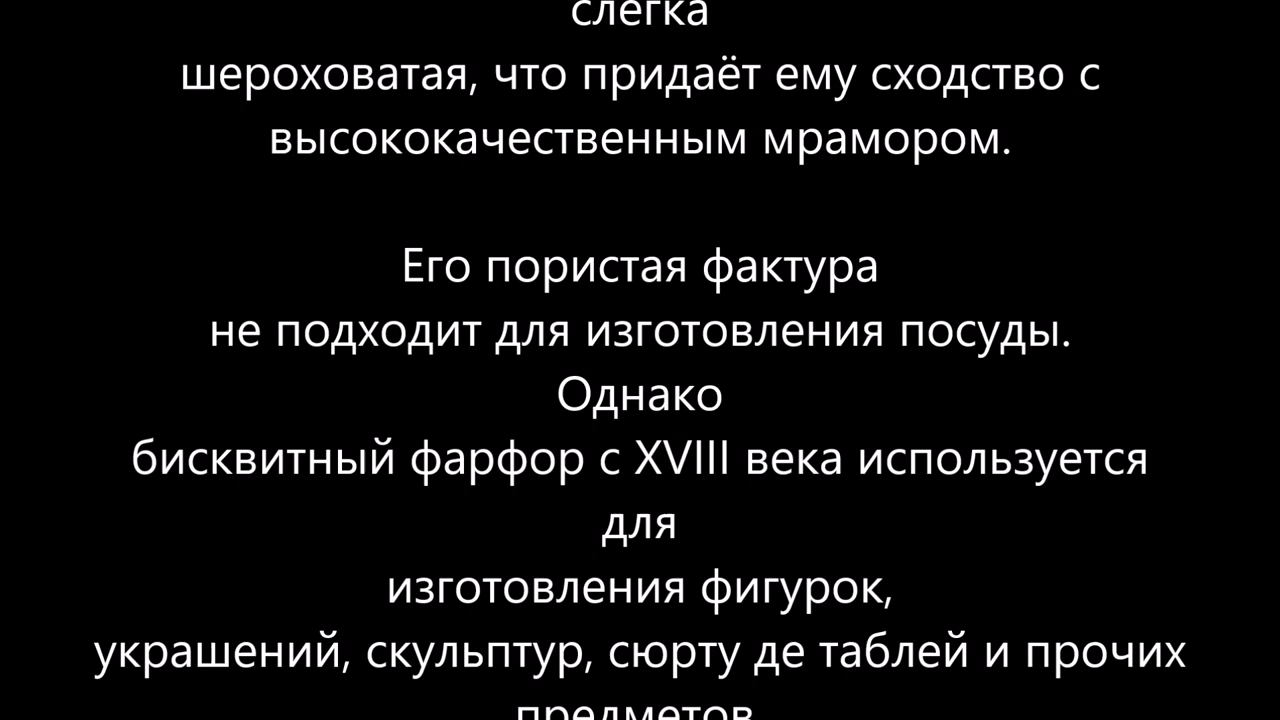 слегка
шероховатая, что придаёт ему сходство с
высококачественным мрамором.
Его пористая фактура
не подходит для изготовления посуды.
Однако
бисквитный фарфор с XVIII века используется
для
изготовления фигурок,
украшений, скульптур, сюрту де таблей и прочих
предметов.